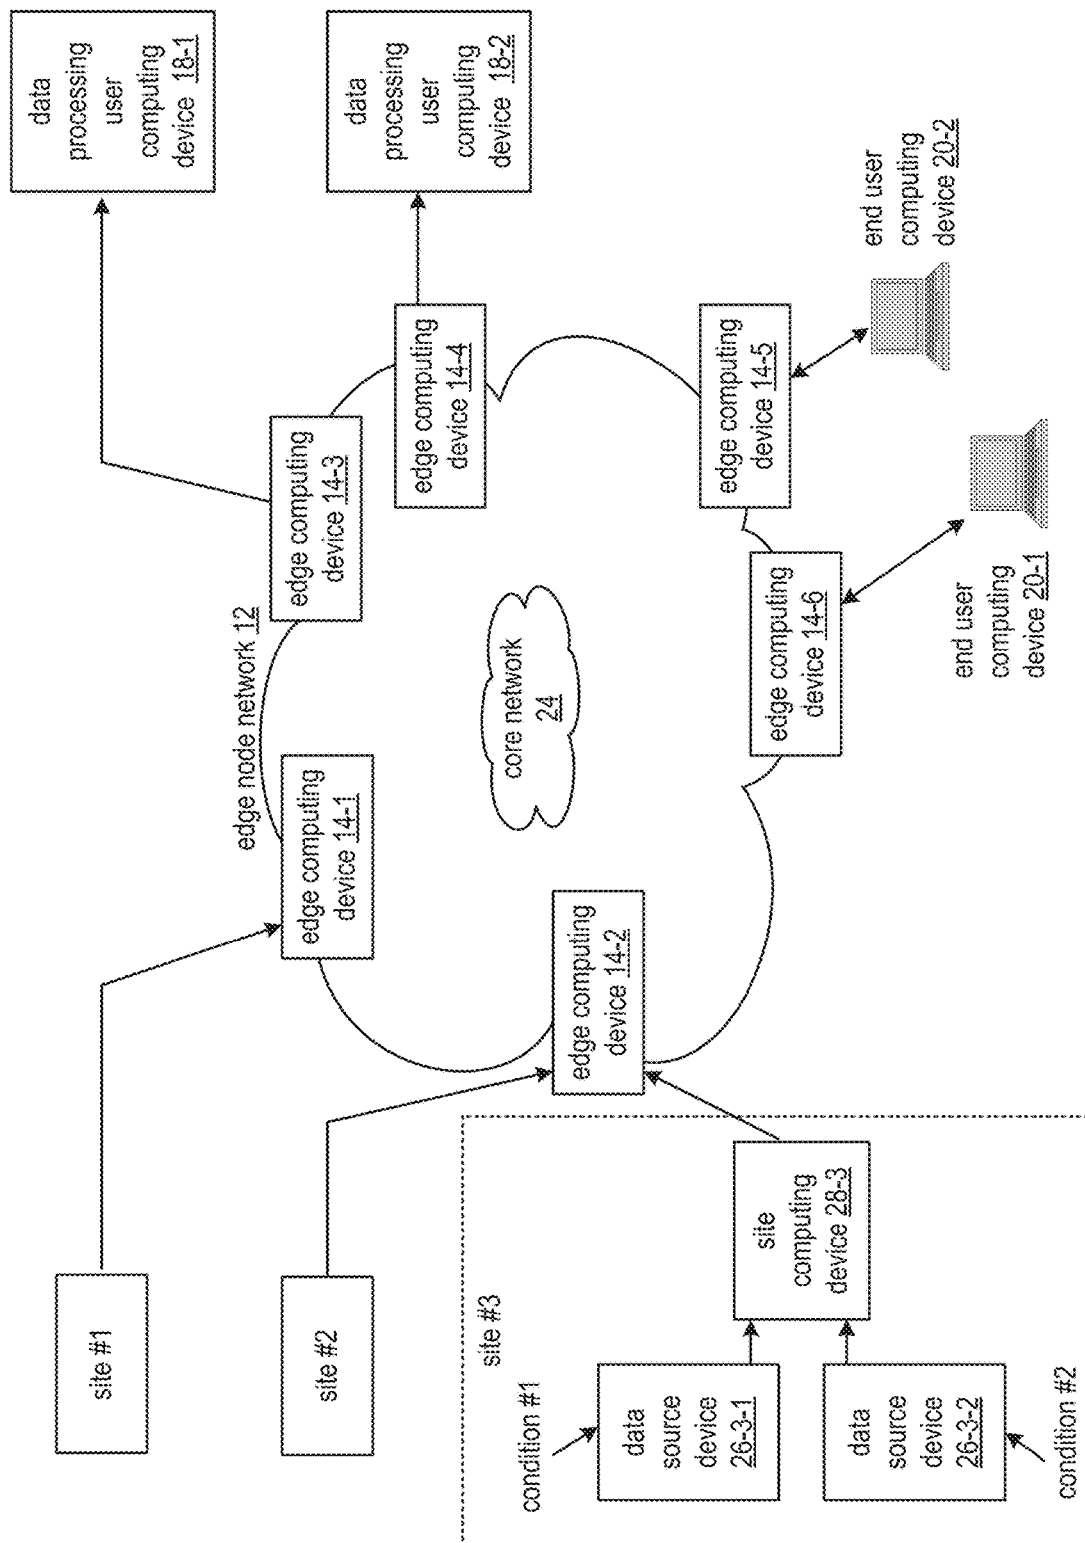 site #1
site #2
site #3
condition #1
data
source
device
26-3-1
data
source
device
26-3-2
condition #2
site
computing
device 28-3
edge computing
device 14-1
edge computing
device 14-2
edge node network 12
core network
24
edge computing
device 14-3
edge computing
device 14-4
edge computing
device 14-5
edge computing
device 14-6
data
processing
user
computing
device 18-1
data
processing
user
computing
device 18-2
end user
computing
device 20-1
end user
computing
device 20-2